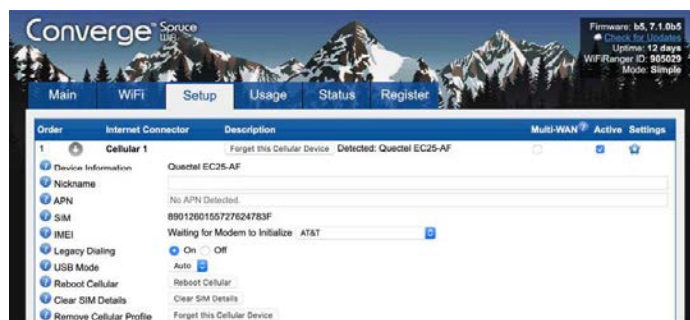 Converge™ Spruce
WiFi
Firmware: b5, 7.1.0b5
Check for Updates
Uptime: 12 days
WiFiRanger ID: 905029
Mode: Simple
Main WiFi Setup Usage Status Register
Order Internet Connector Description Multi-WAN ? Active Settings
1 Cellular 1 Forget this Cellular Device Detected: Quectel EC25-AF
? Device Information Quectel EC25-AF
? Nickname
? APN No APN Detected.
? SIM 8901260155727624783F
? IMEI Waiting for Modem to Initialize AT&T
? Legacy Dialing On Off
? USB Mode Auto
? Reboot Cellular Reboot Cellular
? Clear SIM Details Clear SIM Details
? Remove Cellular Profile Forget this Cellular Device